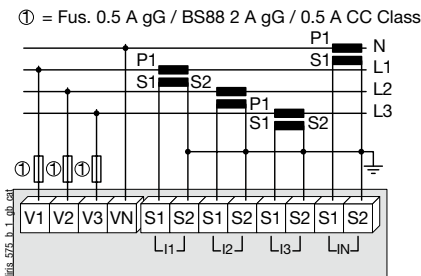 ① = Fus. 0.5 A gG / BS88 2 A gG / 0.5 A CC Class
P1 N
P1 S1 L1
S1 S2 L2
P1
S1 S2 L3
① ① ①
V1 V2 V3 VN S1 S2 S1 S2 S1 S2 S1 S2
I1 I2 I3 IN
diris_575_b_1_gb_cat